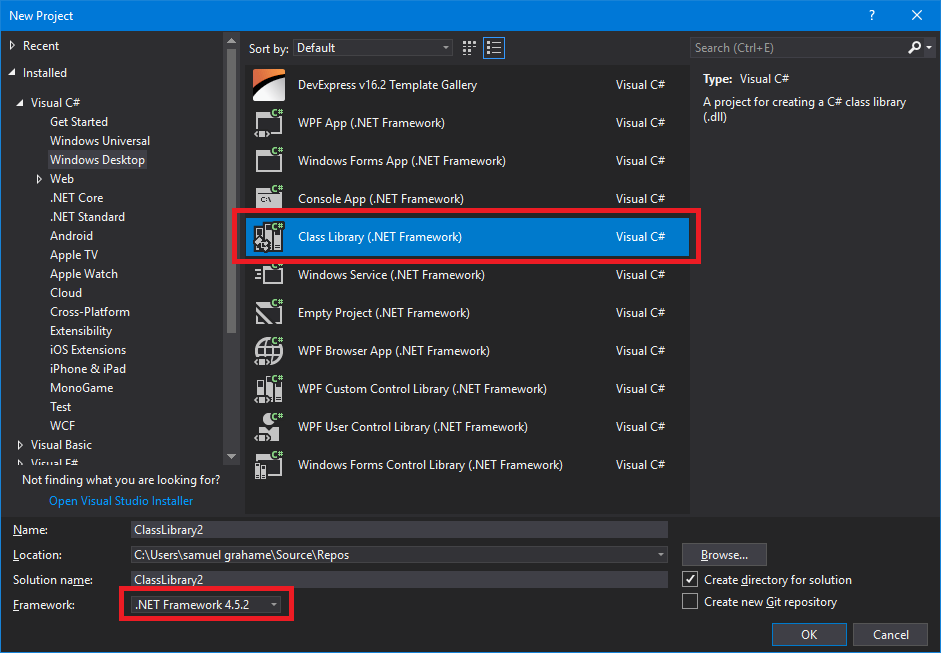 New Project
?
Recent
Installed
Visual C#
Get Started
Windows Universal
Windows Desktop
Web
.NET Core
.NET Standard
Android
Apple TV
Apple Watch
Cloud
Cross-Platform
Extensibility
iOS Extensions
iPhone & iPad
MonoGame
Test
WCF
Visual Basic
Visual F#
Not finding what you are looking for?
Open Visual Studio Installer
Sort by: Default
DevExpress v16.2 Template Gallery Visual C#
WPF App (.NET Framework) Visual C#
Windows Forms App (.NET Framework) Visual C#
Console App (.NET Framework) Visual C#
Class Library (.NET Framework) Visual C#
Windows Service (.NET Framework) Visual C#
Empty Project (.NET Framework) Visual C#
WPF Browser App (.NET Framework) Visual C#
WPF Custom Control Library (.NET Framework) Visual C#
WPF User Control Library (.NET Framework) Visual C#
Windows Forms Control Library (.NET Framework) Visual C#
Search (Ctrl+E)
Type: Visual C#
A project for creating a C# class library
(.dll)
Name: ClassLibrary2
Location: C:\Users\samuel grahame\Source\Repos
Browse...
Solution name: ClassLibrary2
Create directory for solution
Framework: .NET Framework 4.5.2
Create new Git repository
OK
Cancel